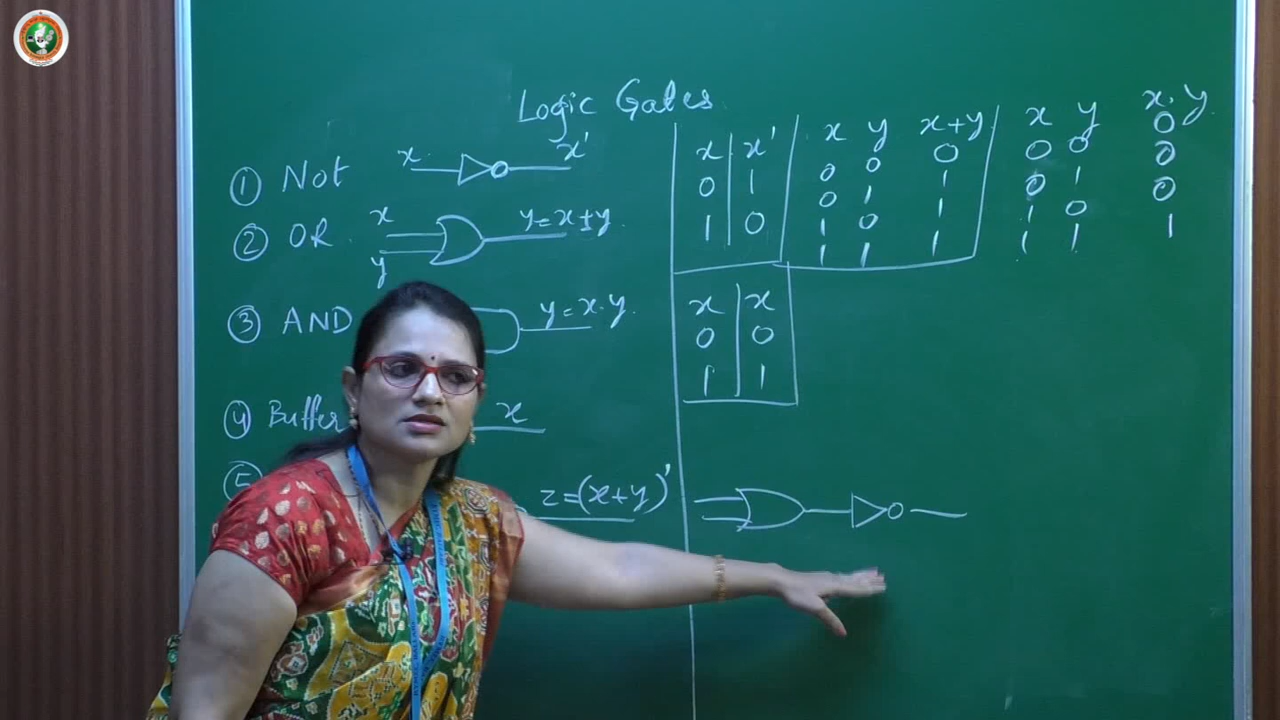 Logic Gates
① Not x. x'
② OR. x y y=x+y.
③ AND y=x.y.
④ Buffer x
⑤ z=(x+y)'
x x'
0 1
1 0
x y x+y
0 0 0
0 1 1
1 0 1
1 1 1
x y x.y
0 0 0
0 1 0
1 0 0
1 1 1
x x
0 0
1 1